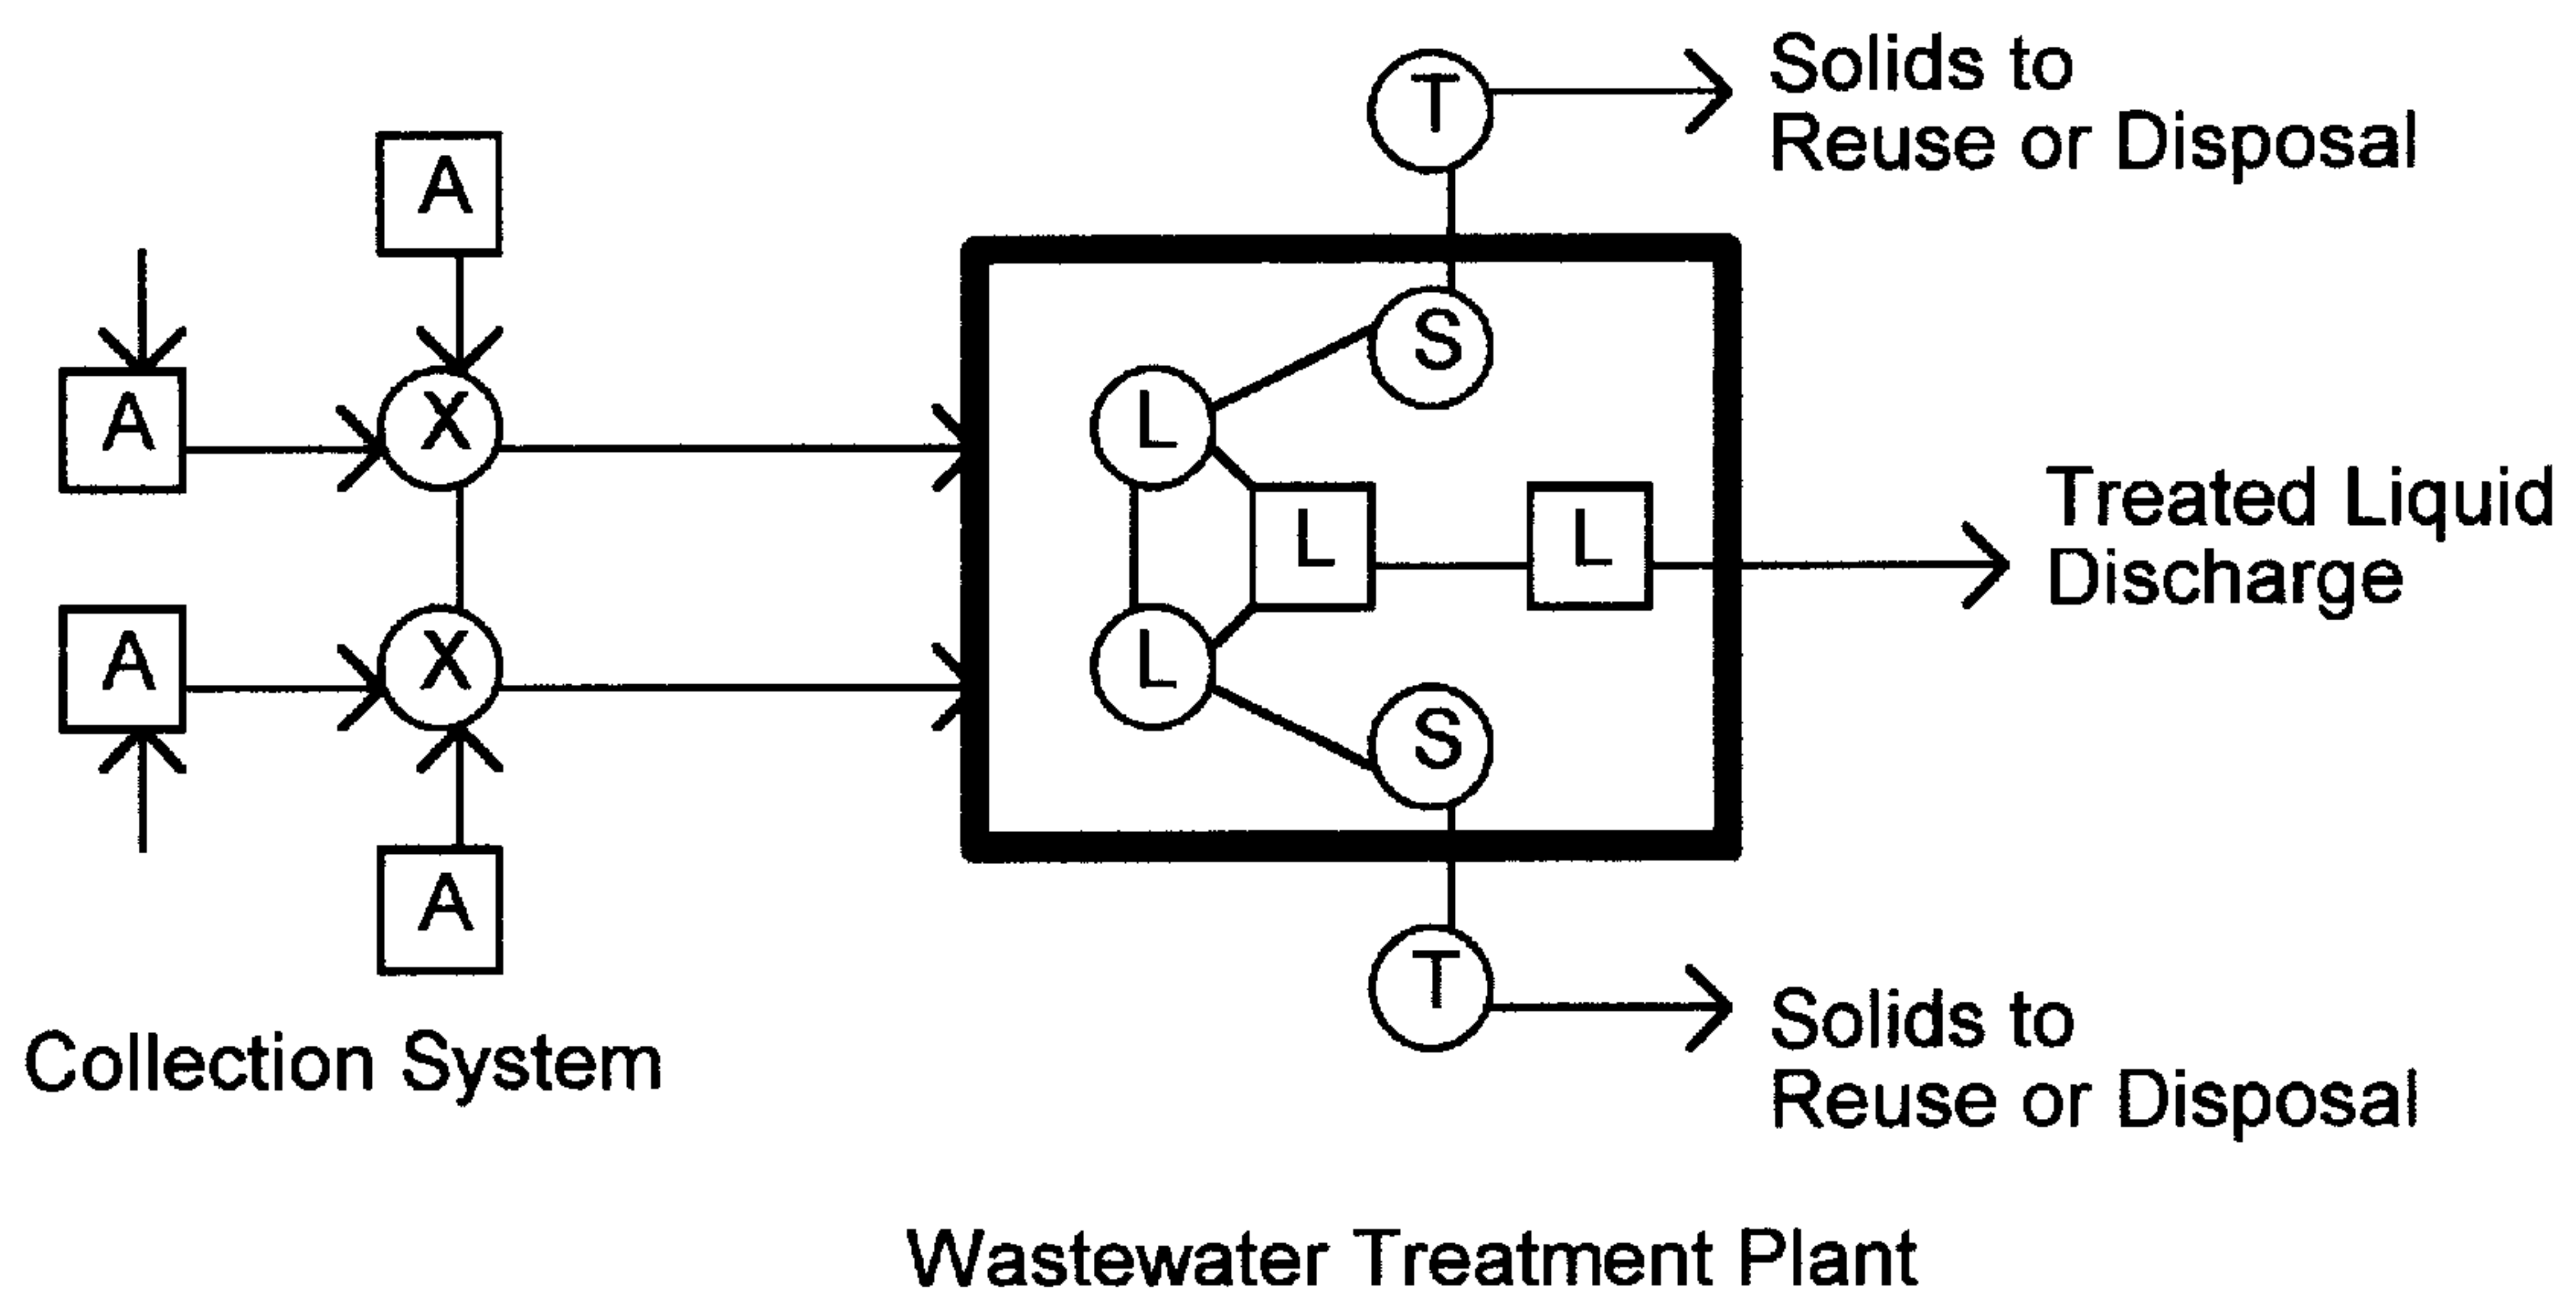 T
Solids to
Reuse or Disposal
A
S
A
X
L
L
L
Treated Liquid
Discharge
A
X
L
S
A
T
Solids to
Reuse or Disposal
Collection System
Wastewater Treatment Plant